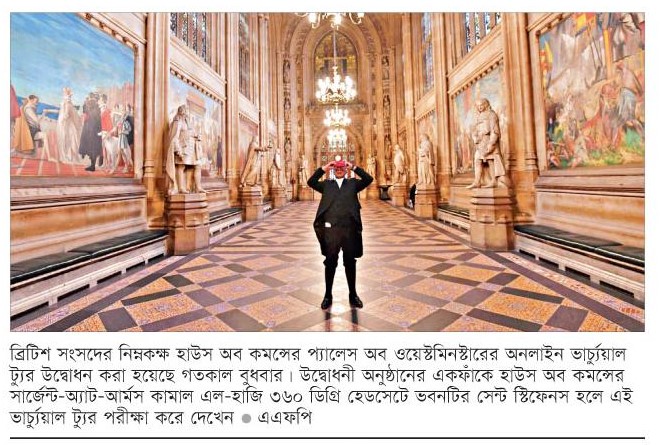 ব্রিটিশ সংসদের নিম্নকক্ষ হাউস অব কমন্সের প্যালেস অব ওয়েস্টমিনস্টারের অনলাইন ভার্চ্যুয়াল
ট্যুর উদ্বোধন করা হয়েছে গতকাল বুধবার। উদ্বোধনী অনুষ্ঠানের একফাঁকে হাউস অব কমন্সের
সার্জেন্ট-অ্যাট-আর্মস কামাল এল-হাজি ৩৬০ ডিগ্রি হেডসেটে ভবনটির সেন্ট স্টিফেনস হলে এই
ভার্চ্যুয়াল ট্যুর পরীক্ষা করে দেখেন ● এএফপি